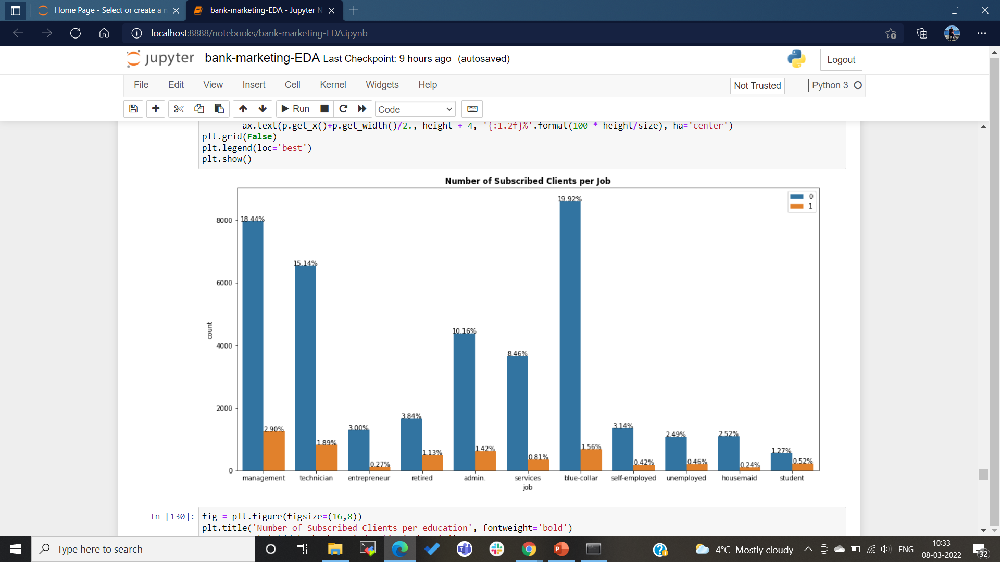 Home Page - Select or create a n
bank-marketing-EDA - Jupyter N
localhost:8888/notebooks/bank-marketing-EDA.ipynb
jupyter bank-marketing-EDA Last Checkpoint: 9 hours ago (autosaved)
Logout
File Edit View Insert Cell Kernel Widgets Help
Not Trusted
Python 3
Run
Code
ax.text(p.get_x()+p.get_width()/2., height + 4, '{:1.2f}%'.format(100 * height/size), ha='center')
plt.grid(False)
plt.legend(loc='best')
plt.show()
Number of Subscribed Clients per Job
0
1
19.92%
18.44%
15.14%
10.16%
8.46%
3.84%
3.00%
3.14%
2.49%
2.52%
1.27%
2.90%
1.89%
0.27%
1.13%
1.42%
0.81%
1.56%
0.42%
0.46%
0.24%
0.52%
8000
6000
4000
2000
0
count
management technician entrepreneur retired admin. services blue-collar self-employed unemployed housemaid student
job
In [130]:
fig = plt.figure(figsize=(16,8))
plt.title('Number of Subscribed Clients per education', fontweight='bold')
Type here to search
4°C Mostly cloudy
ENG
10:33
08-03-2022
32